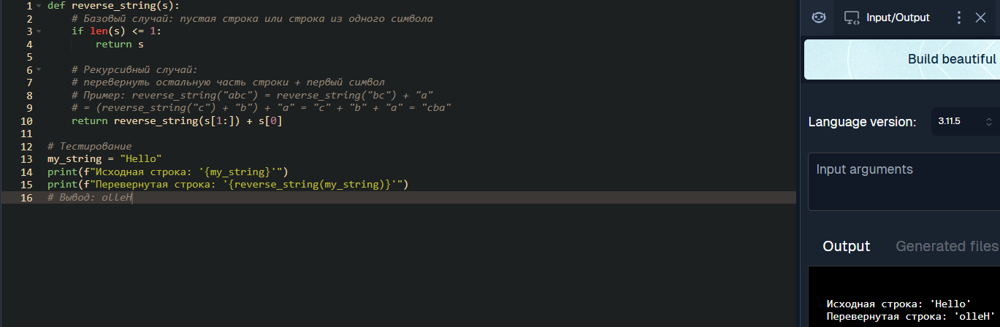 1 def reverse_string(s):
2 # Базовый случай: пустая строка или строка из одного символа
3 if len(s) <= 1:
4 return s
5
6 # Рекурсивный случай:
7 # перевернуть остальную часть строки + первый символ
8 # Пример: reverse_string("abc") = reverse_string("bc") + "a"
9 # = (reverse_string("c") + "b") + "a" = "c" + "b" + "a" = "cba"
10 return reverse_string(s[1:]) + s[0]
11
12 # Тестирование
13 my_string = "Hello"
14 print(f"Исходная строка: '{my_string}'")
15 print(f"Перевернутая строка: '{reverse_string(my_string)}'")
16 # Вывод: olleH
Input/Output
Build beautiful
Language version: 3.11.5
Input arguments
Output Generated files
Исходная строка: 'Hello'
Перевернутая строка: 'olleH'